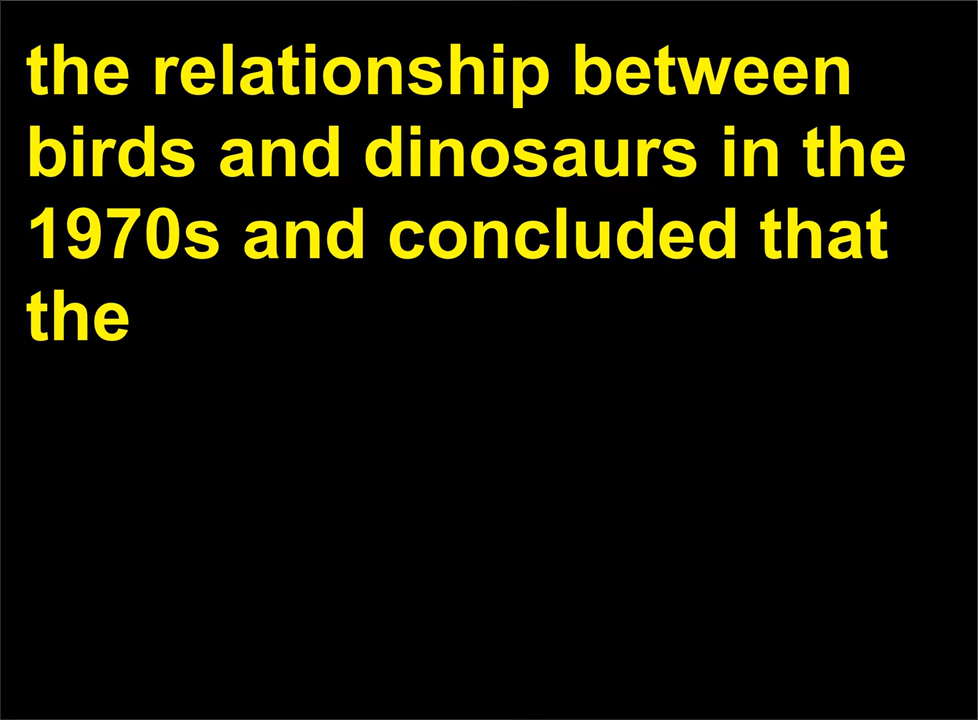 the relationship between
birds and dinosaurs in the
1970s and concluded that
the